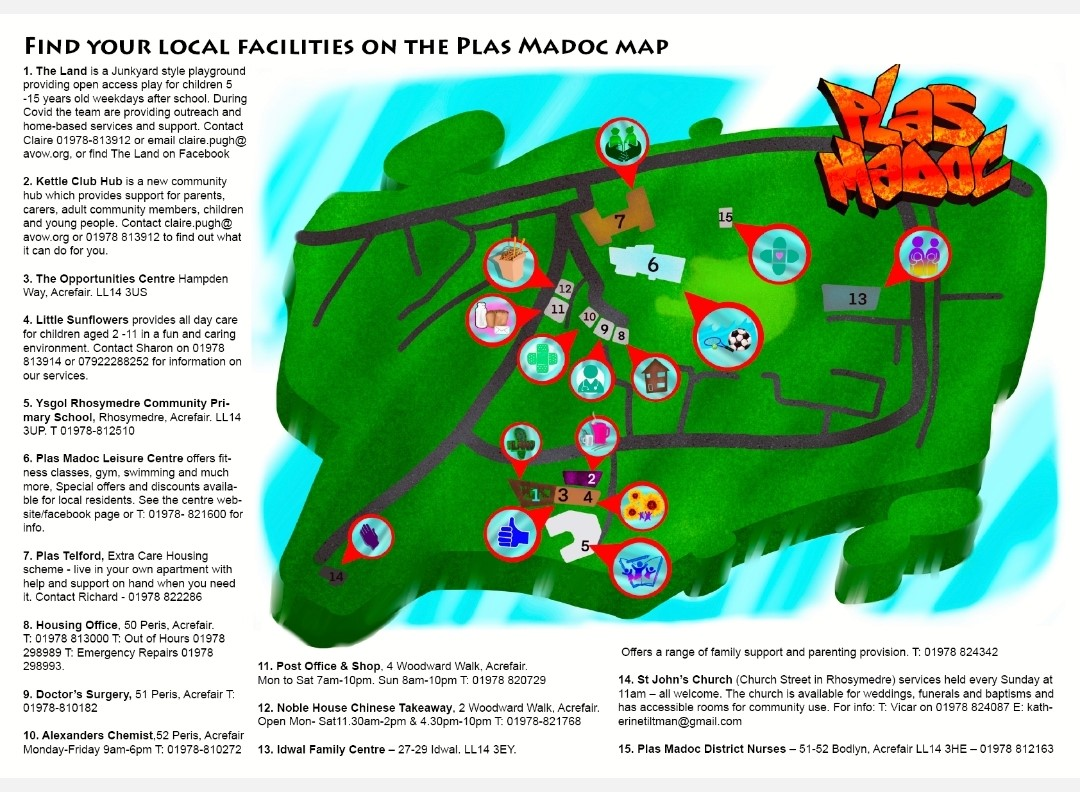 Find your local facilities on the Plas Madoc map
Plas
Madoc
1. The Land is a Junkyard style playground
providing open access play for children 5
-15 years old weekdays after school. During
Covid the team are providing outreach and
home-based services and support. Contact
Claire 01978-813912 or email claire.pugh@
avow.org, or find The Land on Facebook
2. Kettle Club Hub is a new community
hub which provides support for parents,
carers, adult community members, children
and young people. Contact claire.pugh@
avow.org or 01978 813912 to find out what
it can do for you.
3. The Opportunities Centre Hampden
Way, Acrefair. LL14 3US
4. Little Sunflowers provides all day care
for children aged 2 -11 in a fun and caring
environment. Contact Sharon on 01978
813914 or 07922288252 for information on
our services.
5. Ysgol Rhosymedre Community Pri-
mary School, Rhosymedre, Acrefair. LL14
3UP. T 01978-812510
6. Plas Madoc Leisure Centre offers fit-
ness classes, gym, swimming and much
more, Special offers and discounts availa-
ble for local residents. See the centre web-
site/facebook page or T: 01978- 821600 for
info.
7. Plas Telford, Extra Care Housing
scheme - live in your own apartment with
help and support on hand when you need
it. Contact Richard - 01978 822286
8. Housing Office, 50 Peris, Acrefair.
T: 01978 813000 T: Out of Hours 01978
298989 T: Emergency Repairs 01978
298993.
9. Doctor's Surgery, 51 Peris, Acrefair T:
01978-810182
10. Alexanders Chemist,52 Peris, Acrefair
Monday-Friday 9am-6pm T: 01978-810272
7
15
6
12
11
10
9
8
13
2
1
3
4
5
14
11. Post Office & Shop, 4 Woodward Walk, Acrefair.
Mon to Sat 7am-10pm. Sun 8am-10pm T: 01978 820729
12. Noble House Chinese Takeaway, 2 Woodward Walk, Acrefair.
Open Mon- Sat11.30am-2pm & 4.30pm-10pm T: 01978-821768
13. Idwal Family Centre – 27-29 Idwal. LL14 3EY.
Offers a range of family support and parenting provision. T: 01978 824342
14. St John's Church (Church Street in Rhosymedre) services held every Sunday at
11am – all welcome. The church is available for weddings, funerals and baptisms and
has accessible rooms for community use. For info: T: Vicar on 01978 824087 E: kath-
erinetiltman@gmail.com
15. Plas Madoc District Nurses – 51-52 Bodlyn, Acrefair LL14 3HE – 01978 812163